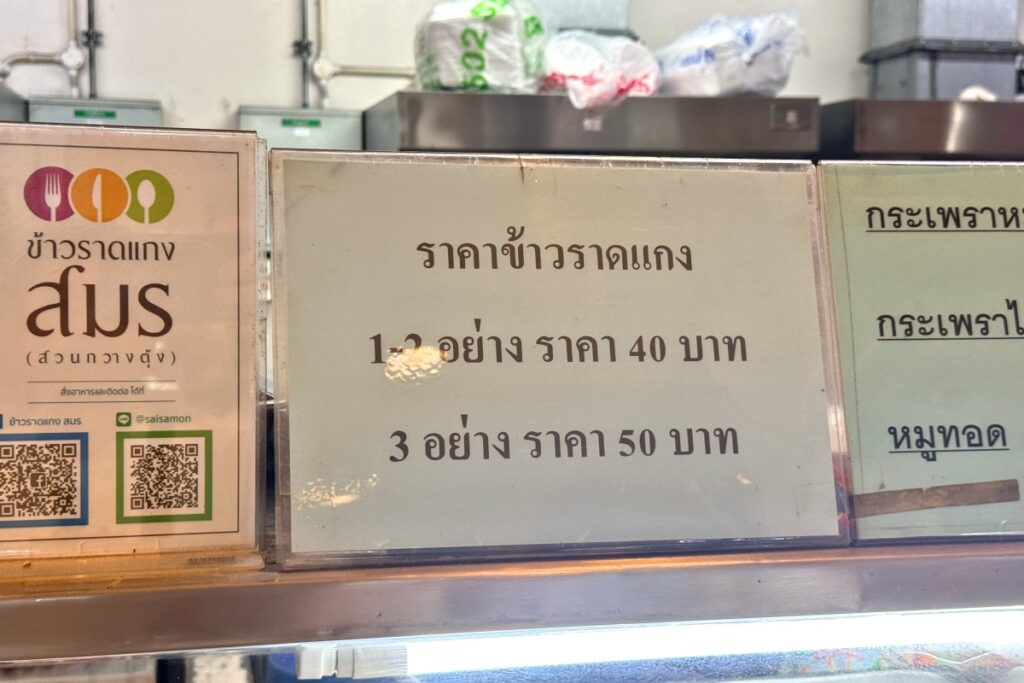 ข้าวราดแกง
สมร
(สวนกวางตุ้ง)
สั่งอาหารและติดต่อ ได้ที่
ข้าวราดแกง สมร
@saisamon
ราคาข้าวราดแกง
1-2 อย่าง ราคา 40 บาท
3 อย่าง ราคา 50 บาท
กระเพราห
กระเพราไ
หมูทอด
502